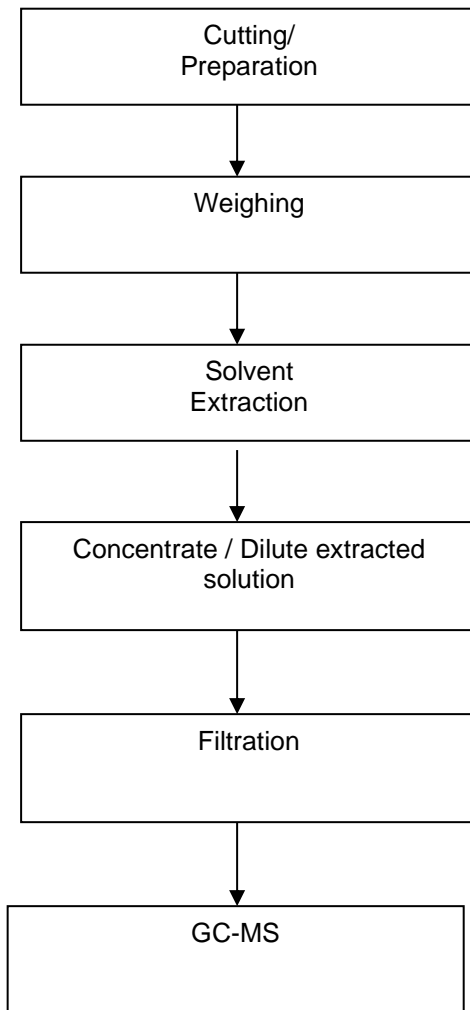 Cutting/
Preparation
Weighing
Solvent
Extraction
Concentrate / Dilute extracted
solution
Filtration
GC-MS